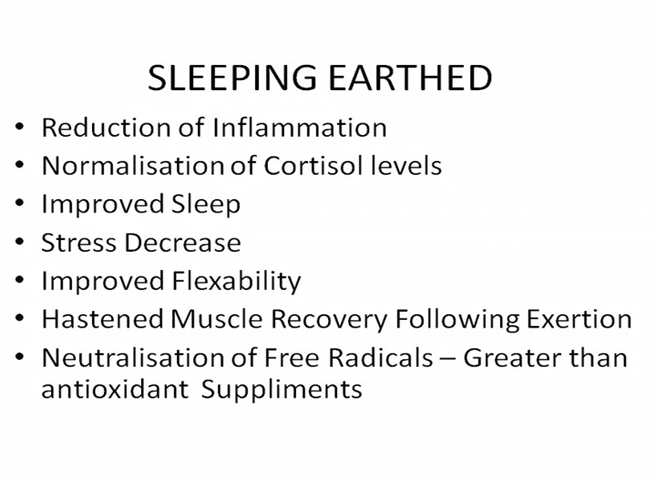 SLEEPING EARTHED
• Reduction of Inflammation
• Normalisation of Cortisol levels
• Improved Sleep
• Stress Decrease
• Improved Flexability
• Hastened Muscle Recovery Following Exertion
• Neutralisation of Free Radicals – Greater than
antioxidant Suppliments